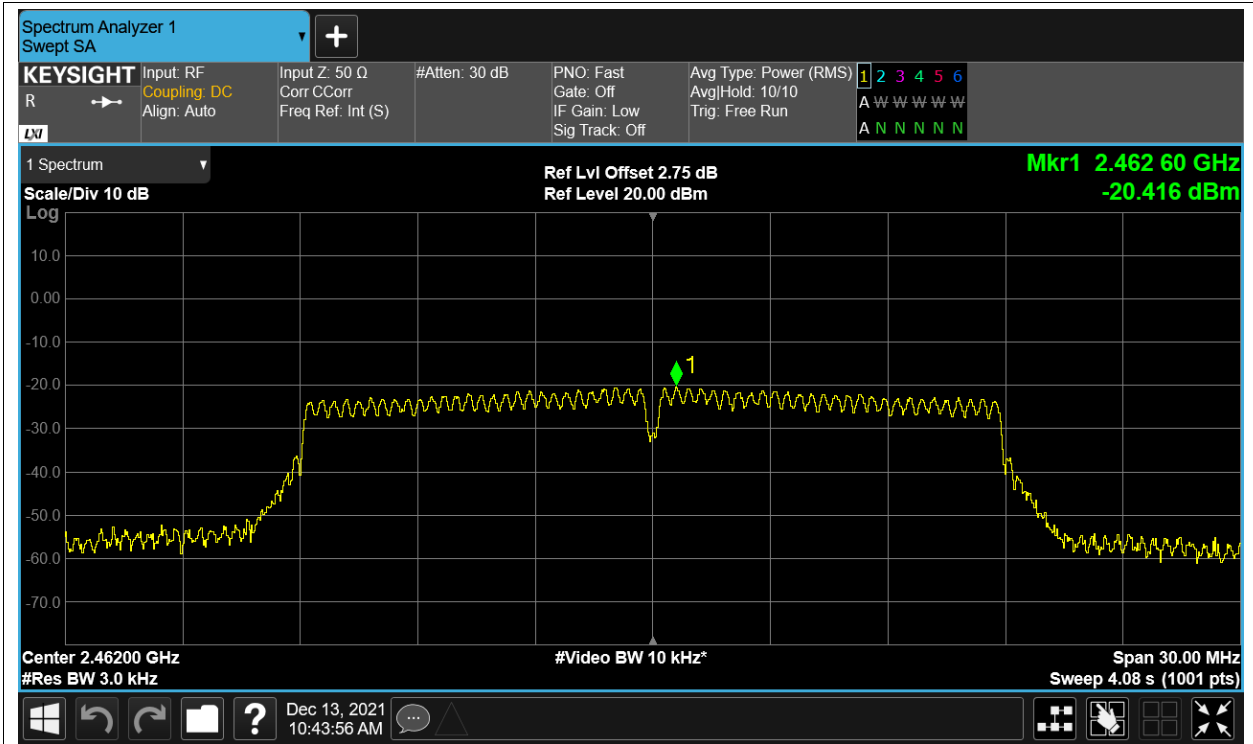 Spectrum Analyzer 1
Swept SA
+
KEYSIGHT
R
LXI
Input: RF
Coupling: DC
Align: Auto
Input Z: 50 Ω
Corr CCorr
Freq Ref: Int (S)
#Atten: 30 dB
PNO: Fast
Gate: Off
IF Gain: Low
Sig Track: Off
Avg Type: Power (RMS)
Avg|Hold: 10/10
Trig: Free Run
1 2 3 4 5 6
A W W W W W
A N N N N N
1 Spectrum
Scale/Div 10 dB
Log
Ref Lvl Offset 2.75 dB
Ref Level 20.00 dBm
Mkr1 2.462 60 GHz
-20.416 dBm
10.0
0.00
-10.0
-20.0
-30.0
-40.0
-50.0
-60.0
-70.0
1
Center 2.46200 GHz
#Res BW 3.0 kHz
#Video BW 10 kHz*
Span 30.00 MHz
Sweep 4.08 s (1001 pts)
?
Dec 13, 2021
10:43:56 AM